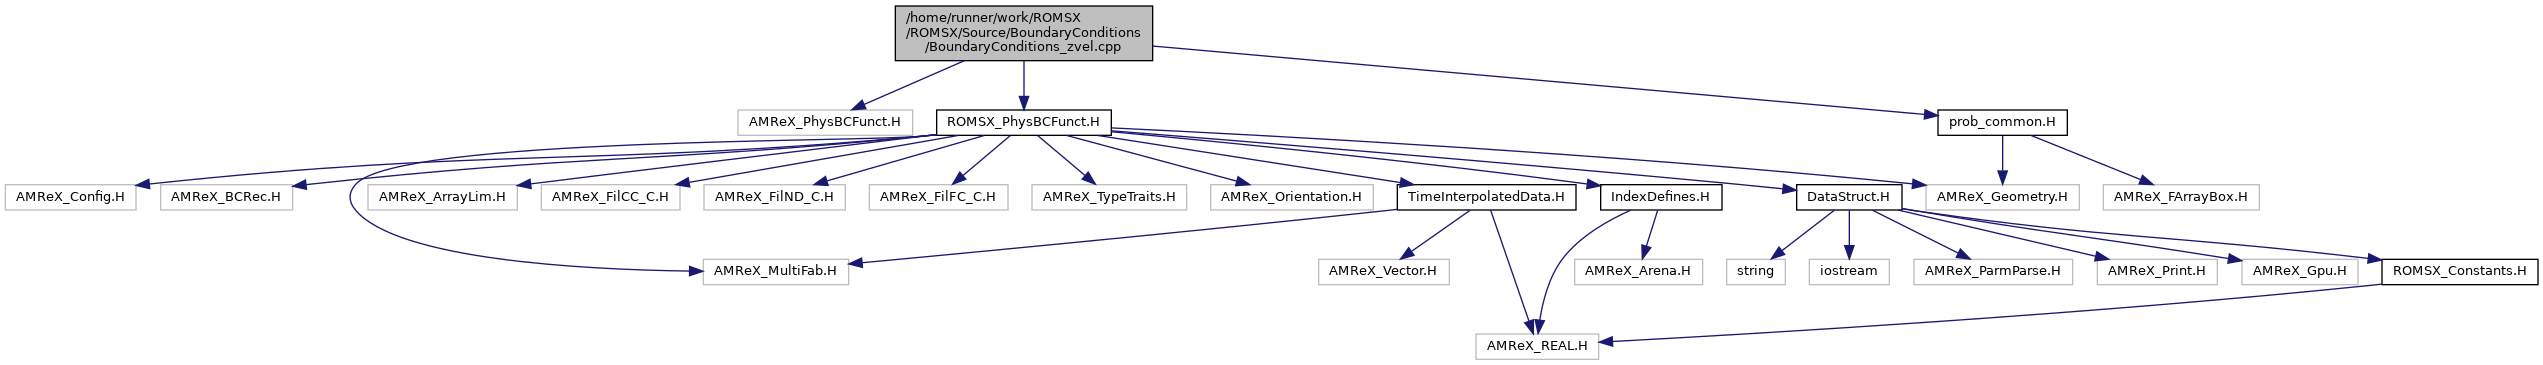 /home/runner/work/ROMSX
/ROMSX/Source/BoundaryConditions
/BoundaryConditions_zvel.cpp
AMReX_PhysBCFunct.H
ROMSX_PhysBCFunct.H
prob_common.H
AMReX_Config.H
AMReX_BCRec.H
AMReX_ArrayLim.H
AMReX_FilCC_C.H
AMReX_FilND_C.H
AMReX_FilFC_C.H
AMReX_TypeTraits.H
AMReX_Orientation.H
TimeInterpolatedData.H
IndexDefines.H
DataStruct.H
AMReX_Geometry.H
AMReX_FArrayBox.H
AMReX_MultiFab.H
AMReX_Vector.H
AMReX_Arena.H
string
iostream
AMReX_ParmParse.H
AMReX_Print.H
AMReX_Gpu.H
ROMSX_Constants.H
AMReX_REAL.H